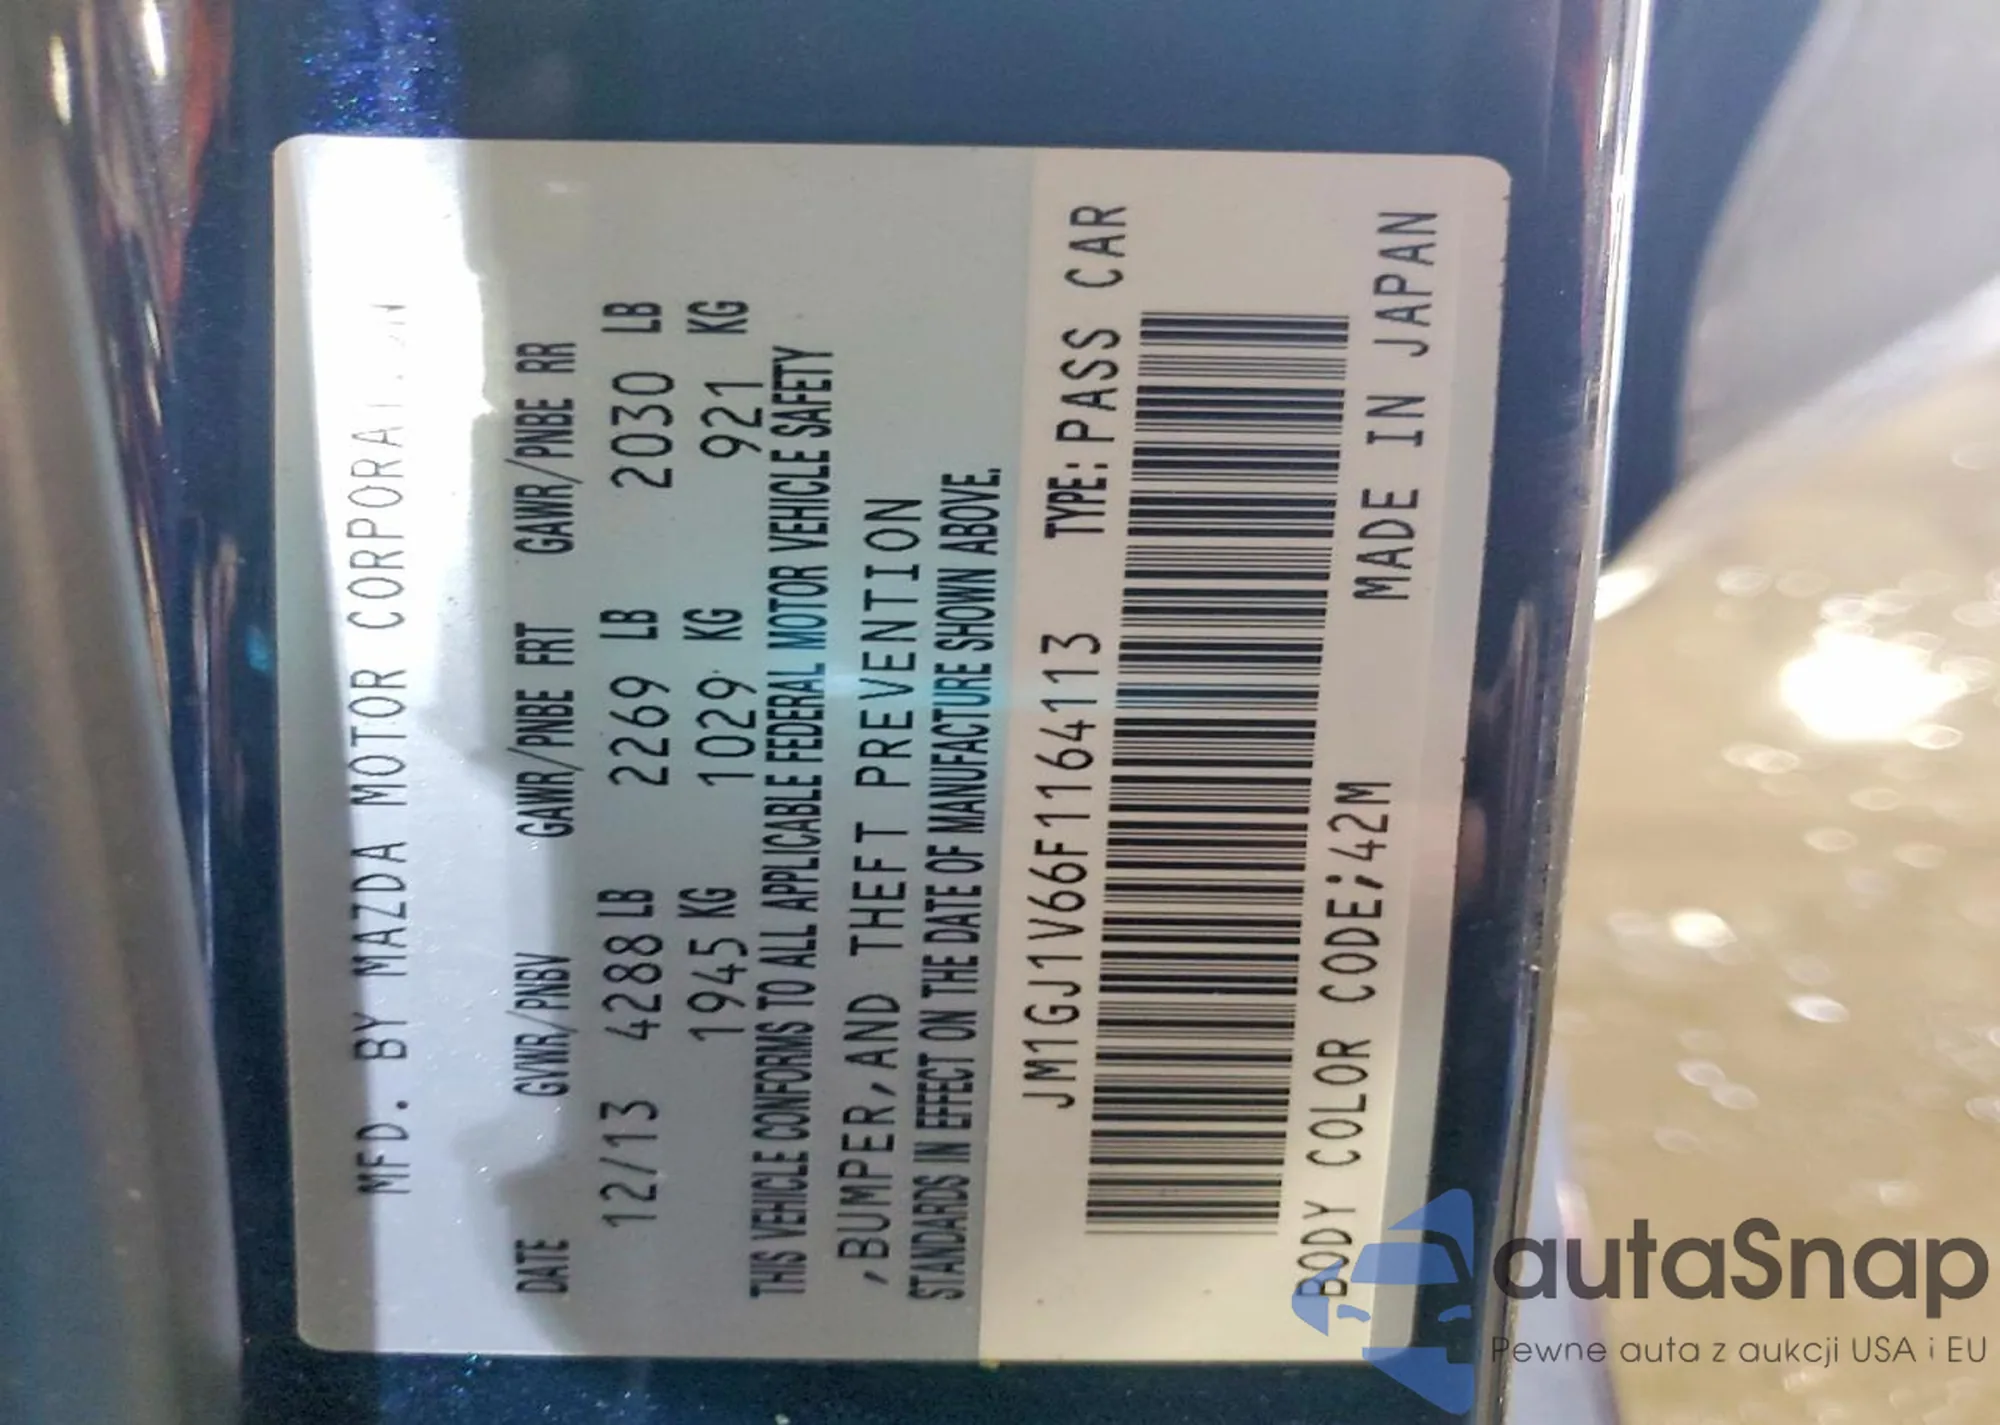 MFD. BY MAZDA MOTOR CORPORATION
DATE GVWR/PNBV GAWR/PNBE FRT GAWR/PNBE RR
12/13 4288 LB 2269 LB 2030 LB
1945 KG 1029 KG 921 KG
THIS VEHICLE CONFORMS TO ALL APPLICABLE FEDERAL MOTOR VEHICLE SAFETY
,BUMPER,AND THEFT PREVENTION
STANDARDS IN EFFECT ON THE DATE OF MANUFACTURE SHOWN ABOVE.
JM1GJ1V66F1164113 TYPE:PASS CAR
BODY COLOR CODE;42M MADE IN JAPAN
autaSnap
Pewne auta z aukcji USA i EU